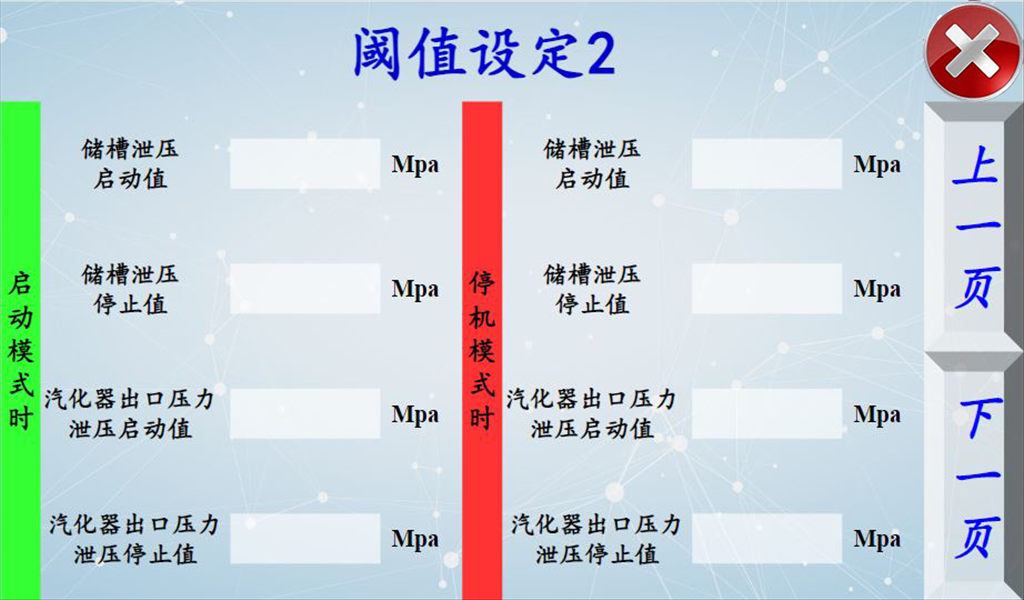 阈值设定2
启动模式时
储槽泄压
启动值
Mpa
储槽泄压
停止值
Mpa
汽化器出口压力
泄压启动值
Mpa
汽化器出口压力
泄压停止值
Mpa
停机模式时
储槽泄压
启动值
Mpa
储槽泄压
停止值
Mpa
汽化器出口压力
泄压启动值
Mpa
汽化器出口压力
泄压停止值
Mpa
上一页
下一页